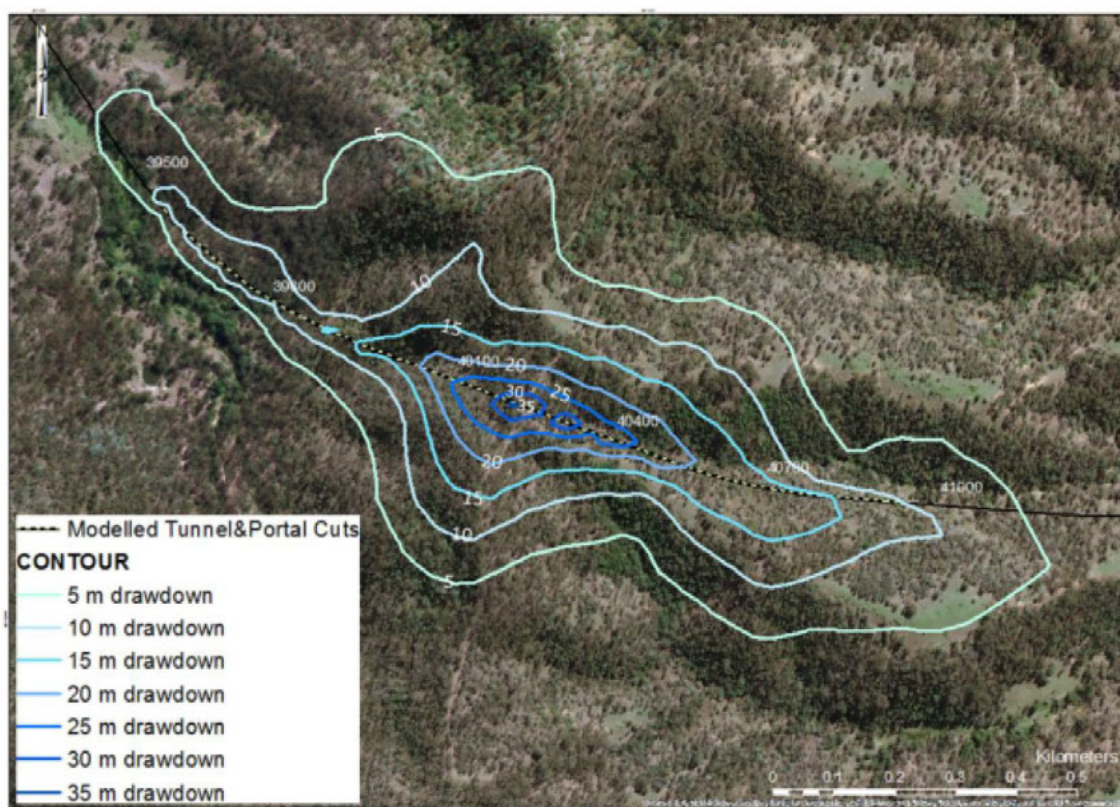 5
39500
10
39800
15
40100
20
25
30
35
40400
20
15
40700
41000
10
5
Modelled Tunnel&Portal Cuts
CONTOUR
5 m drawdown
10 m drawdown
15 m drawdown
20 m drawdown
25 m drawdown
30 m drawdown
35 m drawdown
Kilometers
0 0.1 0.2 0.3 0.4 0.5